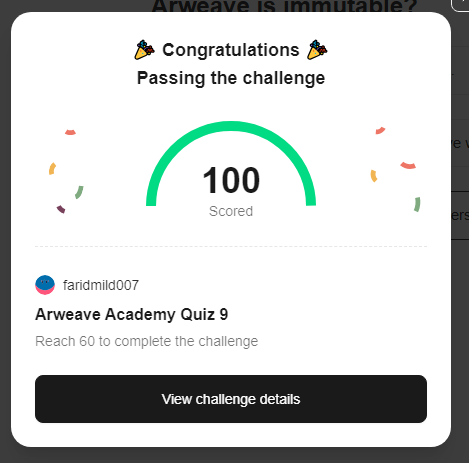 Arweave is immutable?
Congratulations
Passing the challenge
100
Scored
faridmild007
Arweave Academy Quiz 9
Reach 60 to complete the challenge
View challenge details